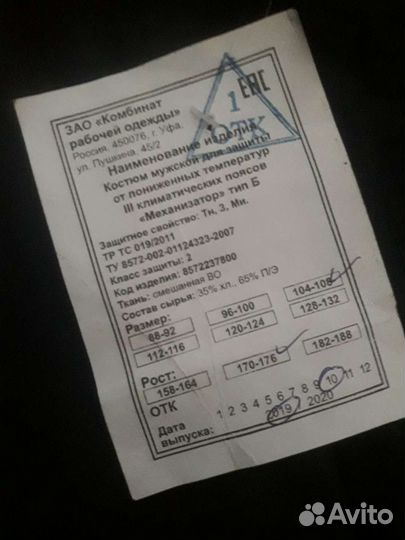 ЗАО «Комбинат
рабочей одежды»
Россия, 450076, г. Уфа,
ул. Пушкина, 45/2
EAC
1
ОТК
Наименование изделия
Костюм мужской для защиты
от пониженных температур
III климатических поясов
«Механизатор» тип Б
Защитное свойство: Тн, З, Ми.
ТР ТС 019/2011
ТУ 8572-002-01124323-2007
Класс защиты: 2
Код изделия: 8572237800
Ткань: смешанная ВО
Состав сырья: 35% хл., 65% П/Э
Размер:
88-92 96-100 104-108
112-116 120-124 128-132
Рост:
158-164 170-176 182-188
ОТК
1 2 3 4 5 6 7 8 9 10 11 12
Дата
выпуска: 2019 2020
Avito